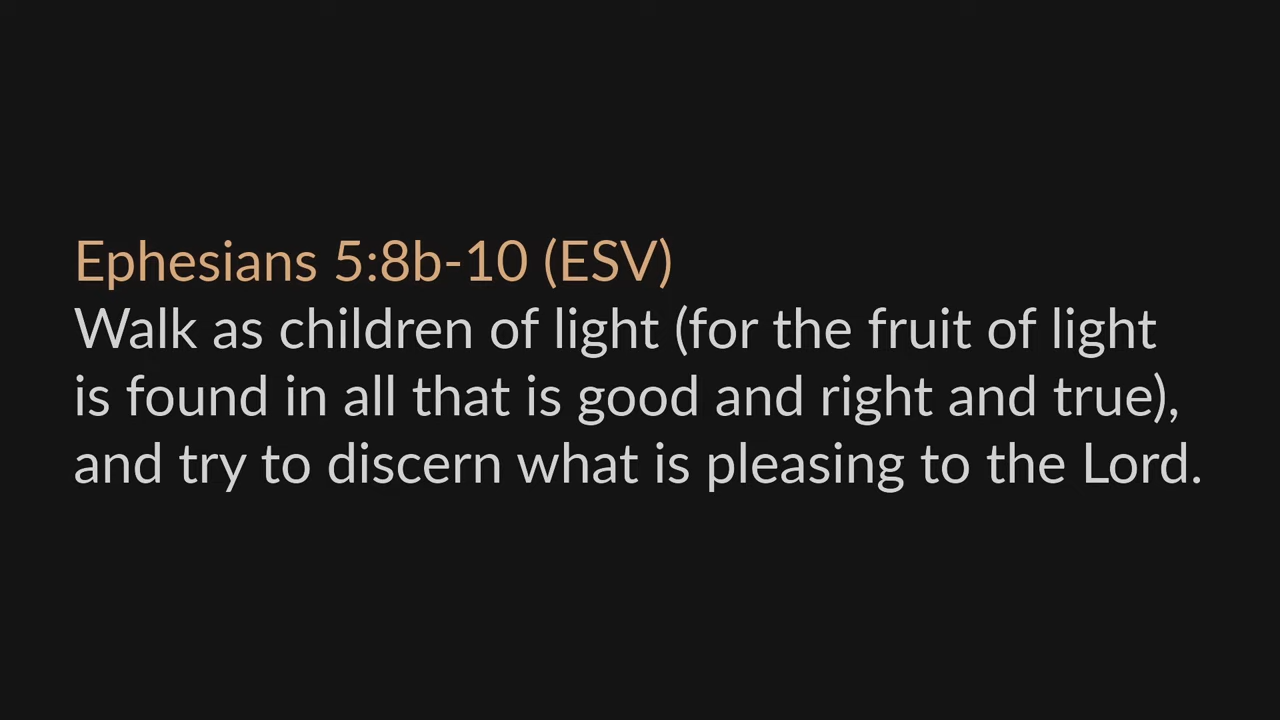 Ephesians 5:8b-10 (ESV)
Walk as children of light (for the fruit of light
is found in all that is good and right and true),
and try to discern what is pleasing to the Lord.